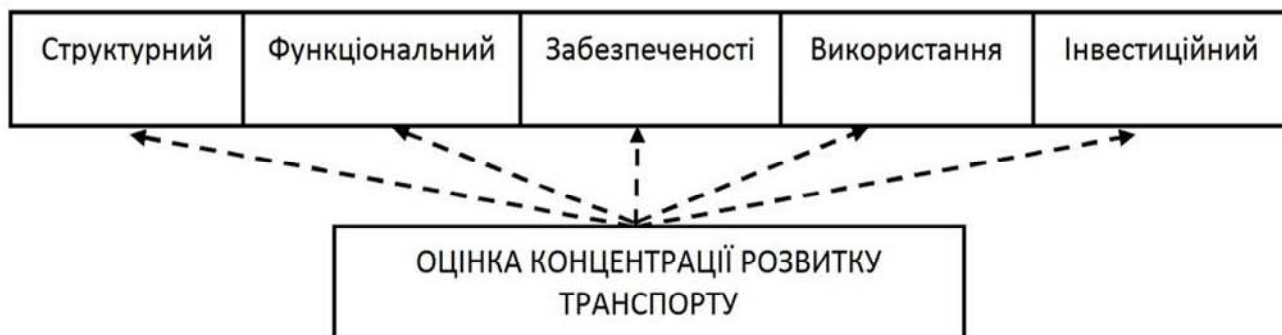 Структурний
Функціональний
Забезпеченості
Використання
Інвестиційний
ОЦІНКА КОНЦЕНТРАЦІЇ РОЗВИТКУ
ТРАНСПОРТУ